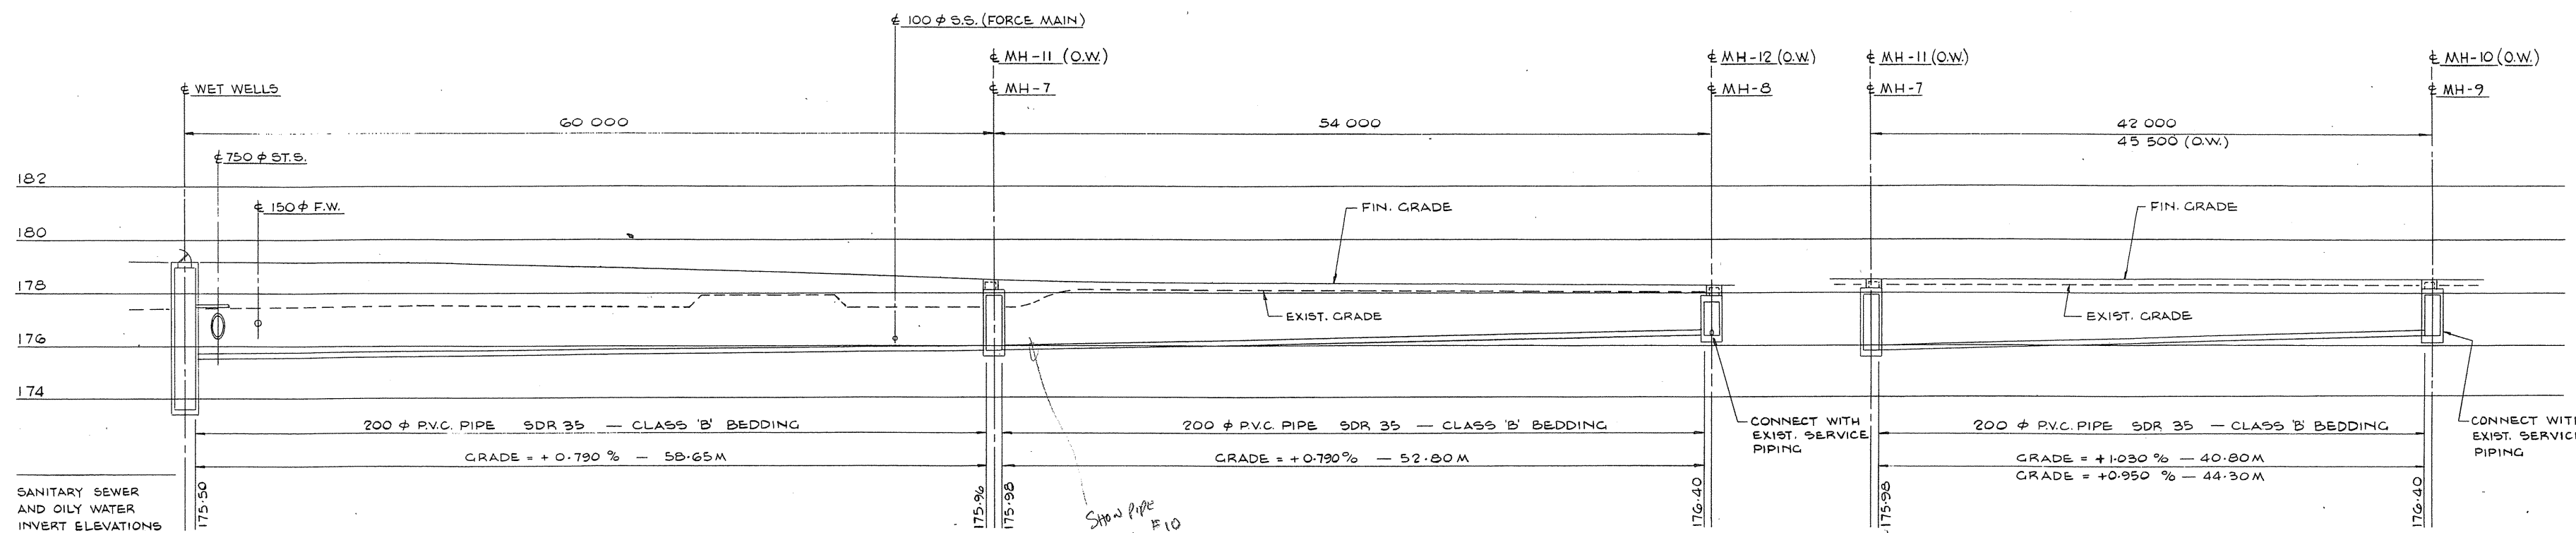 ℄ 100 φ S.S. (FORCE MAIN)
℄ MH-11 (O.W.)
℄ MH-12 (O.W.)
℄ MH-11 (O.W.)
℄ MH-10 (O.W.)
℄ WET WELLS
℄ MH-7
℄ MH-8
℄ MH-7
℄ MH-9
60 000
54 000
42 000
45 500 (O.W.)
℄ 750 φ ST.S.
182
℄ 150 φ F.W.
FIN. GRADE
FIN. GRADE
180
178
EXIST. GRADE
EXIST. GRADE
176
174
200 φ P.V.C. PIPE SDR 35 — CLASS 'B' BEDDING
200 φ P.V.C. PIPE SDR 35 — CLASS 'B' BEDDING
CONNECT WITH
EXIST. SERVICE
PIPING
200 φ P.V.C. PIPE SDR 35 — CLASS 'B' BEDDING
CONNECT WIT
EXIST. SERVIC
PIPING
GRADE = + 0.790 % — 58.65M
GRADE = +0.790% — 52.80M
GRADE = +1.030 % — 40.80M
GRADE = +0.950 % — 44.30M
SANITARY SEWER
AND OILY WATER
INVERT ELEVATIONS
175.50
175.96
175.98
176.40
175.98
176.40
SHOW PIPE